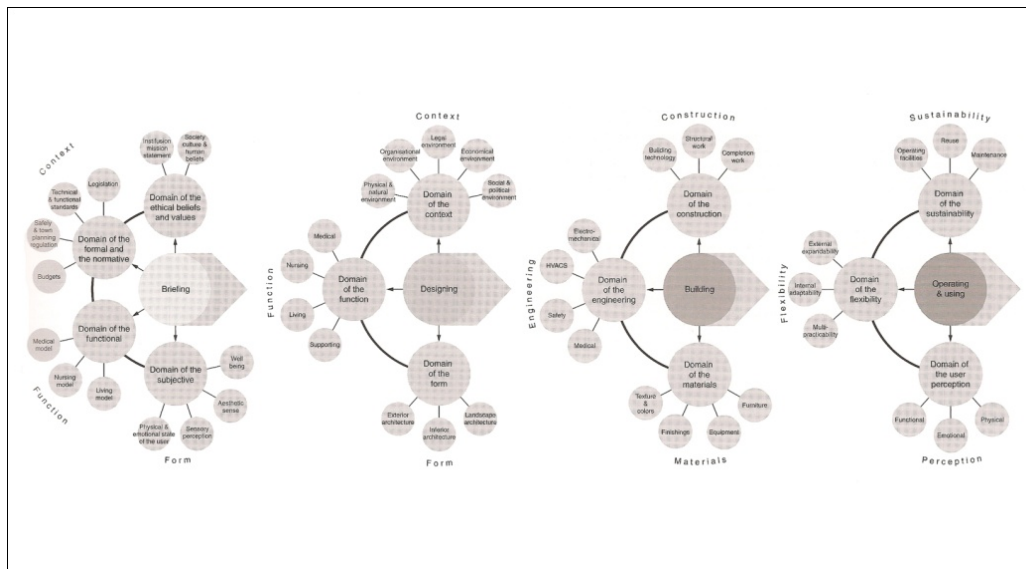 Context
Institution
mission
statement
Society
culture &
human
beliefs
Legislation
Technical
& functional
standards
Safety
& town
planning
regulation
Budgets
Domain of the
ethical beliefs
and values
Domain of the
formal and
the normative
Briefing
Domain of the
functional
Domain of the
subjective
Medical
model
Nursing
model
Living
model
Well
being
Aesthetic
sense
Sensory
perception
Physical &
emotional state
of the user
Function
Form
Context
Legal
environment
Organisational
environment
Economical
environment
Physical &
natural
environment
Social &
political
environment
Domain
of the
context
Function
Medical
Nursing
Living
Supporting
Domain
of the
function
Designing
Domain
of the
form
Exterior
architecture
Interior
architecture
Landscape
architecture
Form
Construction
Building
technology
Structural
work
Completion
work
Domain
of the
construction
Engineering
Electro-
mechanical
HVACS
Safety
Medical
Domain
of the
engineering
Building
Domain
of the
materials
Texture &
colors
Finishings
Equipment
Furniture
Materials
Sustainability
Operating
facilities
Reuse
Maintenance
Domain
of the
sustainability
Flexibility
External
expandability
Internal
adaptability
Multi-
practicability
Domain
of the
flexibility
Operating
& using
Domain of
the user
perception
Functional
Emotional
Physical
Perception